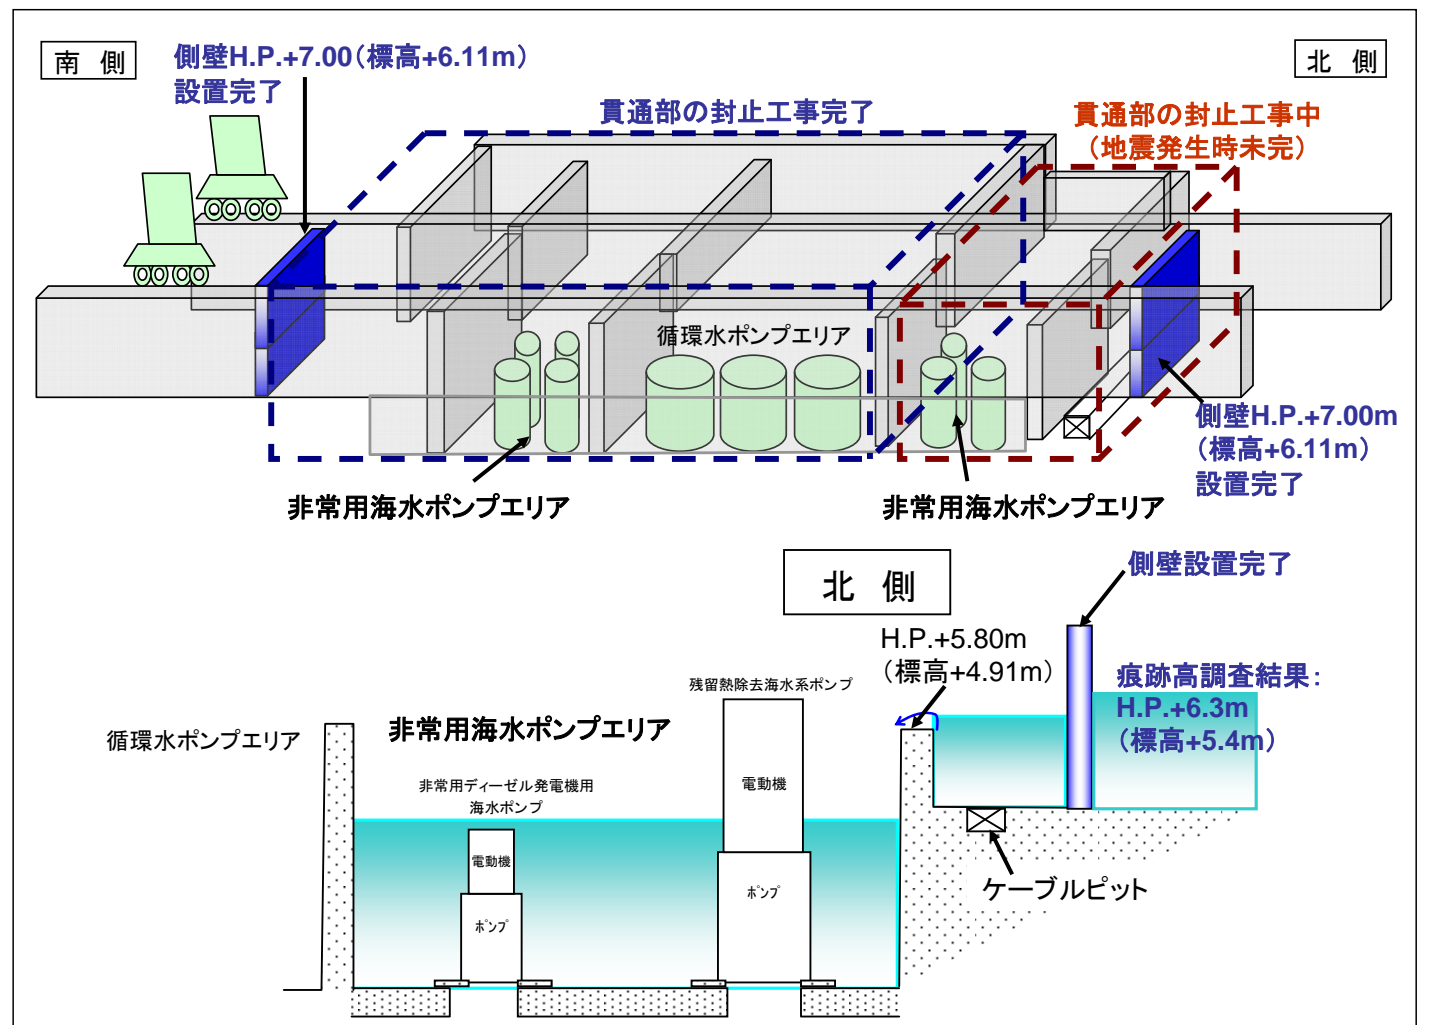 南 側
側壁H.P.+7.00(標高+6.11m)
設置完了
北 側
貫通部の封止工事完了
貫通部の封止工事中
(地震発生時未完)
循環水ポンプエリア
側壁H.P.+7.00m
(標高+6.11m)
設置完了
非常用海水ポンプエリア
非常用海水ポンプエリア
北 側
側壁設置完了
H.P.+5.80m
(標高+4.91m)
痕跡高調査結果:
H.P.+6.3m
(標高+5.4m)
残留熱除去海水系ポンプ
非常用海水ポンプエリア
循環水ポンプエリア
非常用ディーゼル発電機用
海水ポンプ
電動機
電動機
ポンプ
ポンプ
ケーブルピット